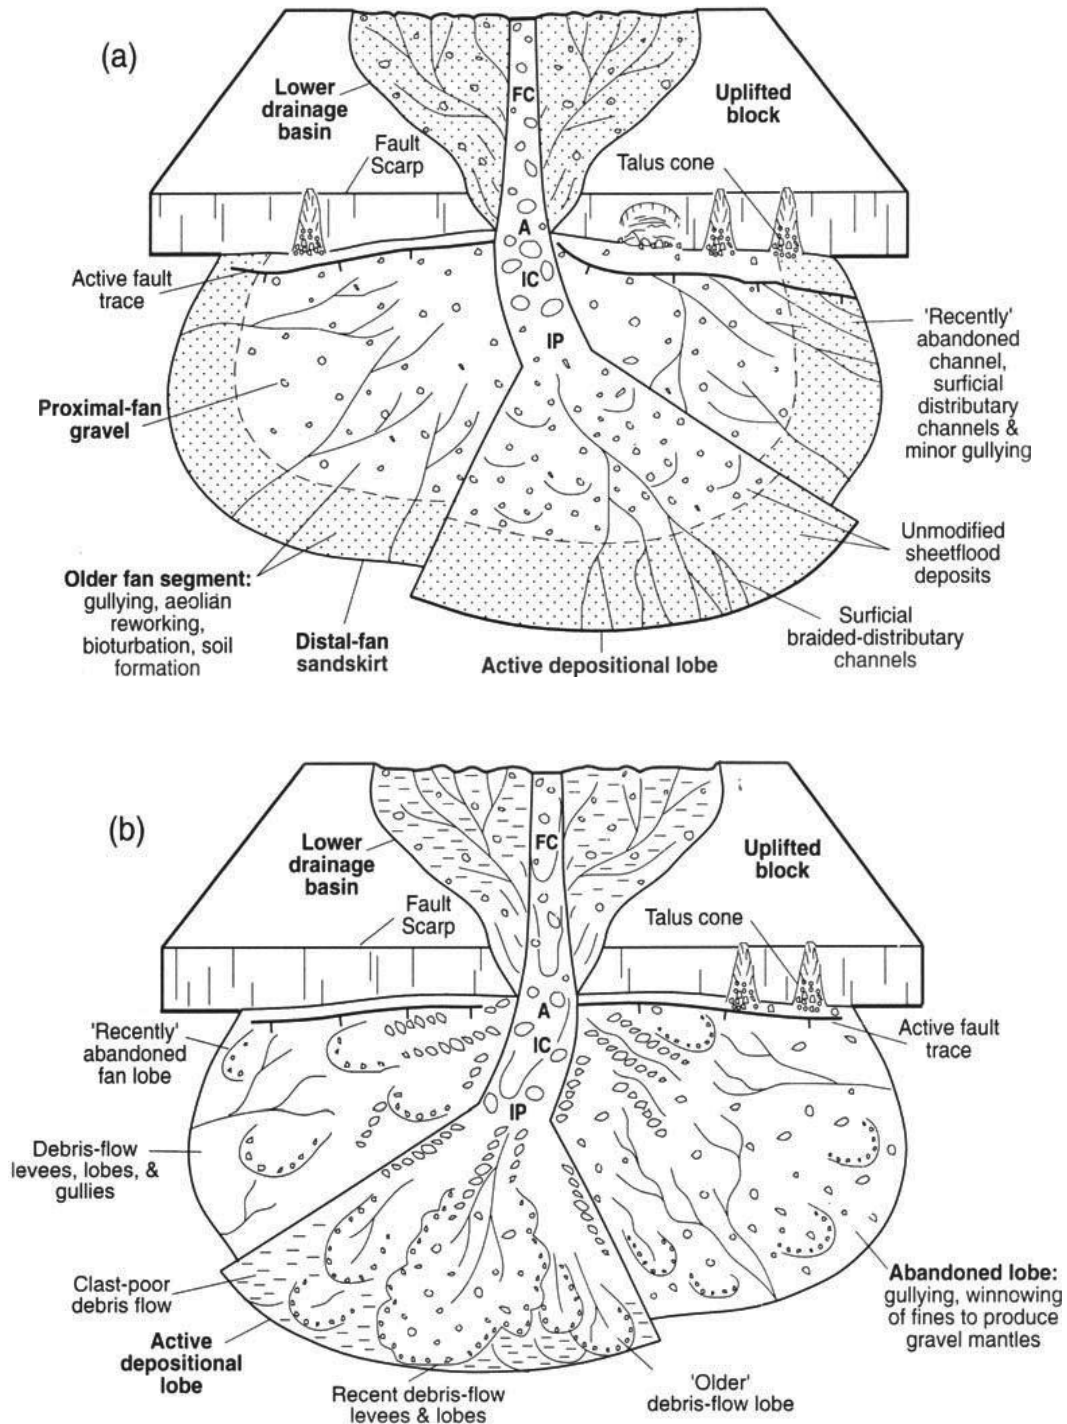 (a)
Lower
drainage
basin
FC
Uplifted
block
Fault
Scarp
Talus cone
A
IC
IP
Active fault
trace
'Recently'
abandoned
channel,
surficial
distributary
channels &
minor gullying
Proximal-fan
gravel
Unmodified
sheetflood
deposits
Older fan segment:
gullying, aeolian
reworking,
bioturbation, soil
formation
Distal-fan
sandskirt
Active depositional lobe
Surficial
braided-distributary
channels
(b)
Lower
drainage
basin
FC
Uplifted
block
Fault
Scarp
Talus cone
A
IC
IP
'Recently'
abandoned
fan lobe
Active fault
trace
Debris-flow
levees, lobes, &
gullies
Clast-poor
debris flow
Active
depositional
lobe
Recent debris-flow
levees & lobes
'Older'
debris-flow lobe
Abandoned lobe:
gullying, winnowing
of fines to produce
gravel mantles